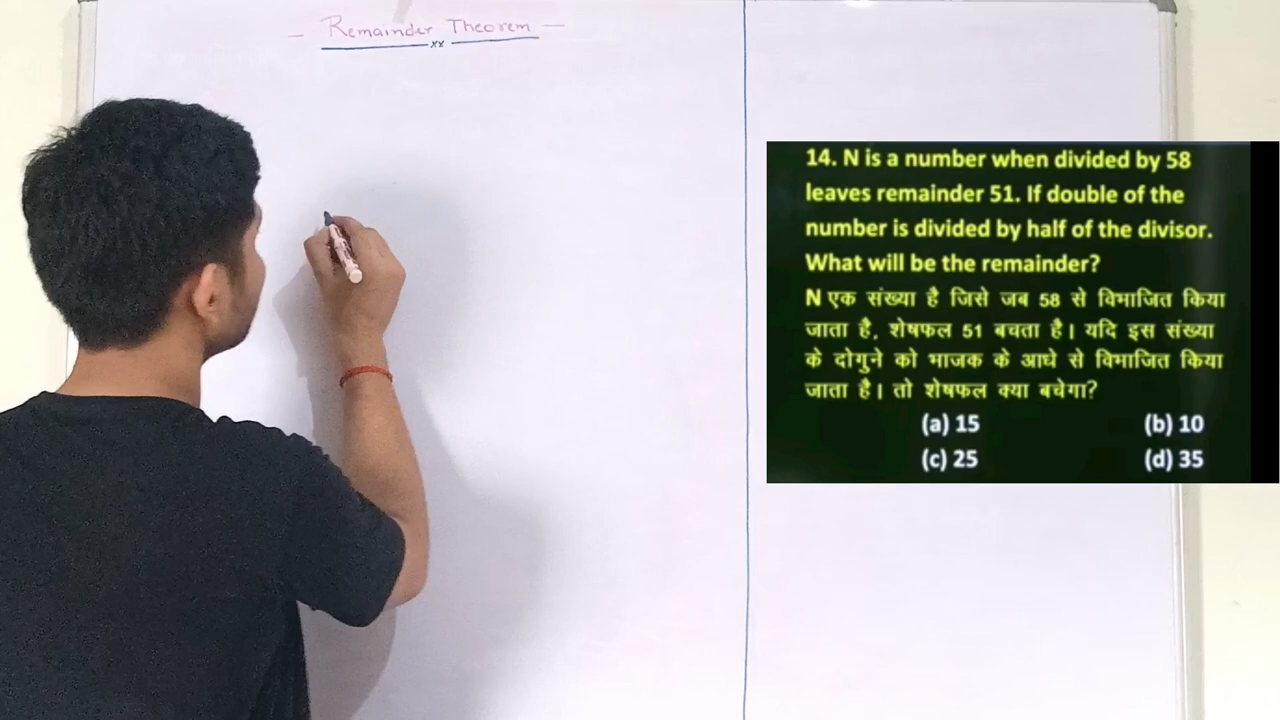 - Remainder Theorem -
xx
14. N is a number when divided by 58
leaves remainder 51. If double of the
number is divided by half of the divisor.
What will be the remainder?
N एक संख्या है जिसे जब 58 से विभाजित किया
जाता है, शेषफल 51 बचता है। यदि इस संख्या
के दोगुने को भाजक के आधे से विभाजित किया
जाता है। तो शेषफल क्या बचेगा?
(a) 15 (b) 10
(c) 25 (d) 35